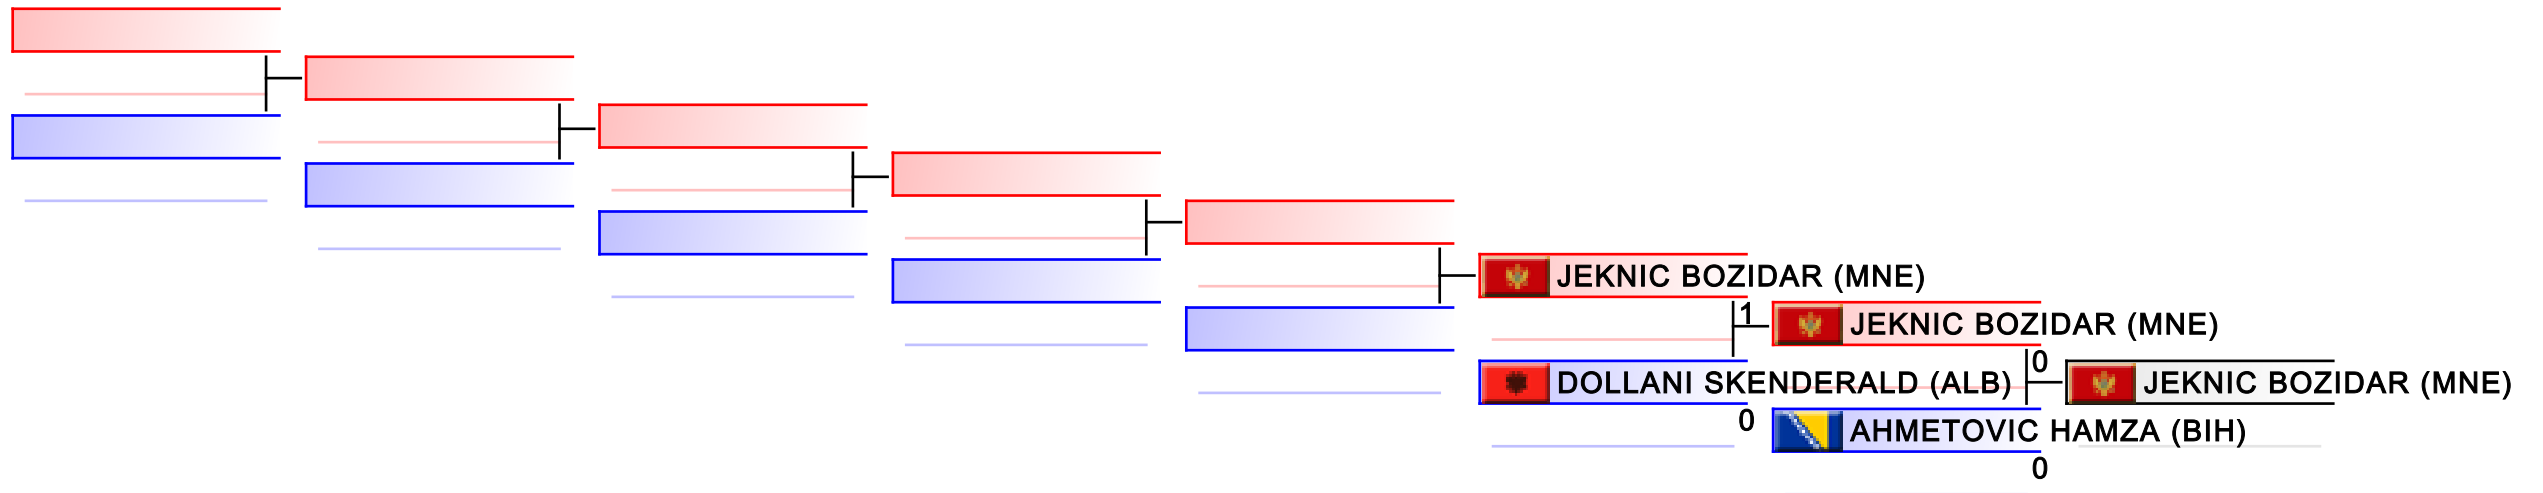 JEKNIC BOZIDAR (MNE)
1
JEKNIC BOZIDAR (MNE)
0
DOLLANI SKENDERALD (ALB)
JEKNIC BOZIDAR (MNE)
0
AHMETOVIC HAMZA (BIH)
0